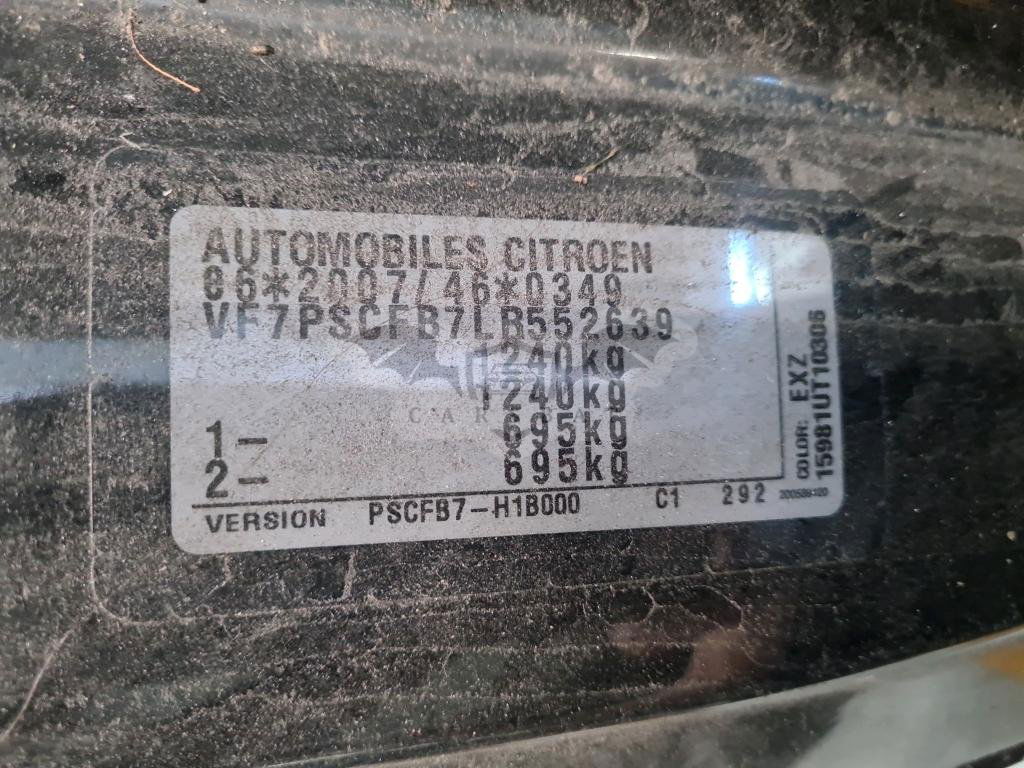 AUTOMOBILES CITROEN
e6*2007/46*0349
VF7PSCFB7LR552639
1240kg
1240kg
1- 695kg
2- 695kg
VERSION PSCFB7-H1B000 C1 292
COLOR: EXZ
15981UT10306